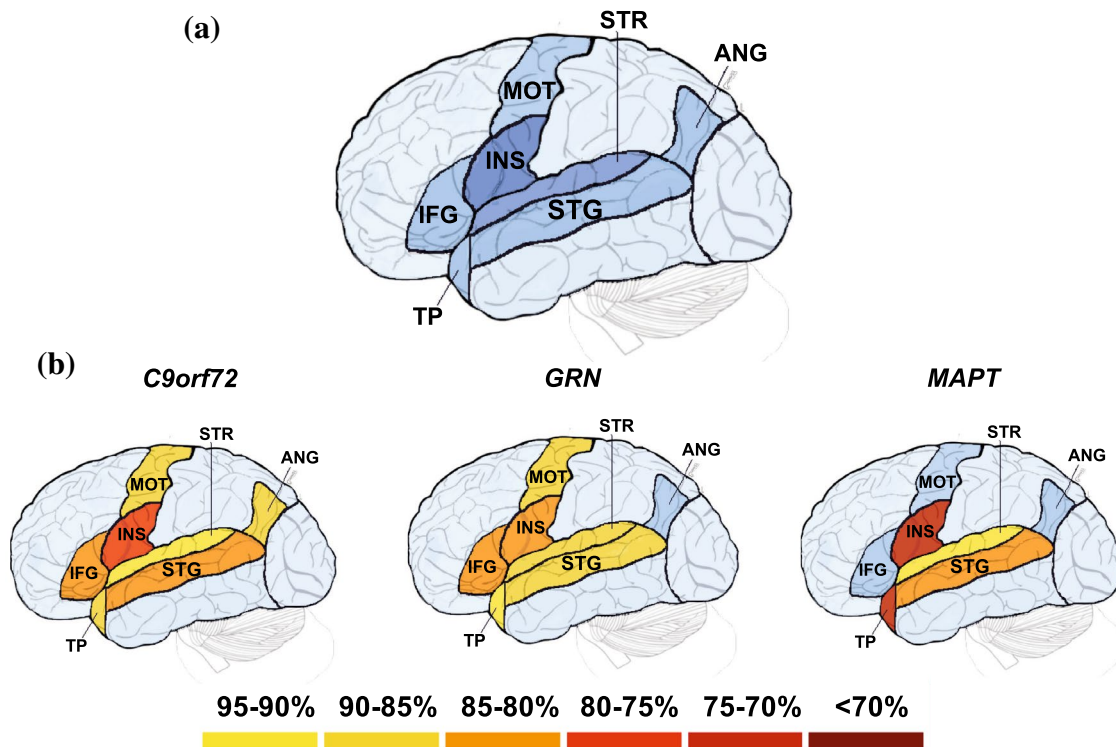 (a)
STR
ANG
MOT
INS
IFG
STG
TP
(b)
C9orf72 GRN MAPT
STR
ANG
MOT
INS
IFG
STG
TP
STR
ANG
MOT
INS
IFG
STG
TP
STR
ANG
MOT
INS
IFG
STG
TP
95-90% 90-85% 85-80% 80-75% 75-70% <70%